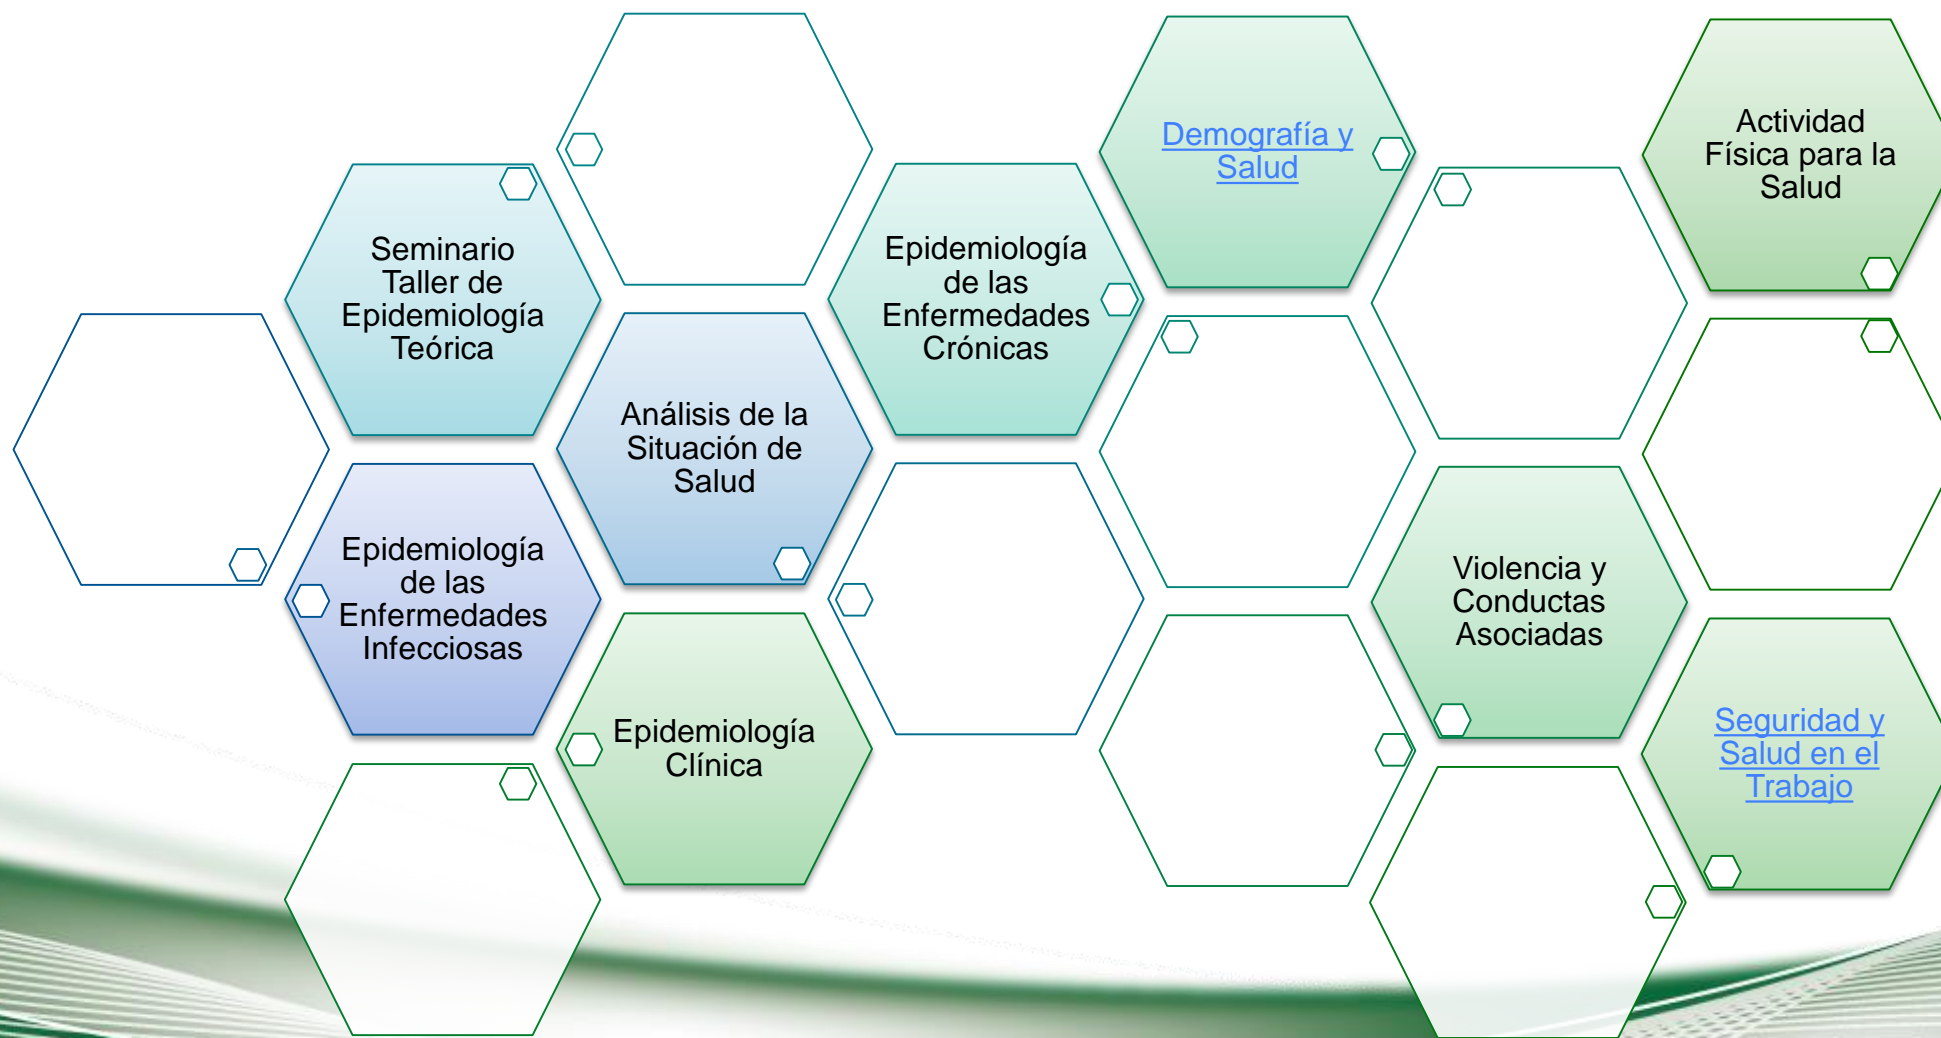 Seminario
Taller de
Epidemiología
Teórica
Epidemiología
de las
Enfermedades
Infecciosas
Análisis de la
Situación de
Salud
Epidemiología
Clínica
Epidemiología
de las
Enfermedades
Crónicas
Demografía y
Salud
Violencia y
Conductas
Asociadas
Actividad
Física para la
Salud
Seguridad y
Salud en el
Trabajo